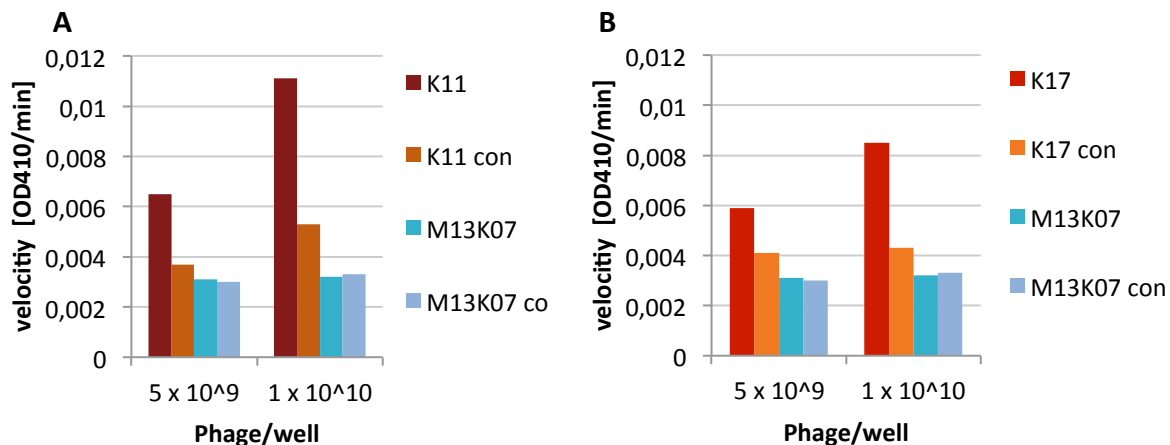 A
velocitiy [OD410/min]
0,012
0,01
0,008
0,006
0,004
0,002
0
5 x 10^9
1 x 10^10
Phage/well
K11
K11 con
M13K07
M13K07 co
B
velocitiy [OD410/min]
0,012
0,01
0,008
0,006
0,004
0,002
0
5 x 10^9
1 x 10^10
Phage/well
K17
K17 con
M13K07
M13K07 con